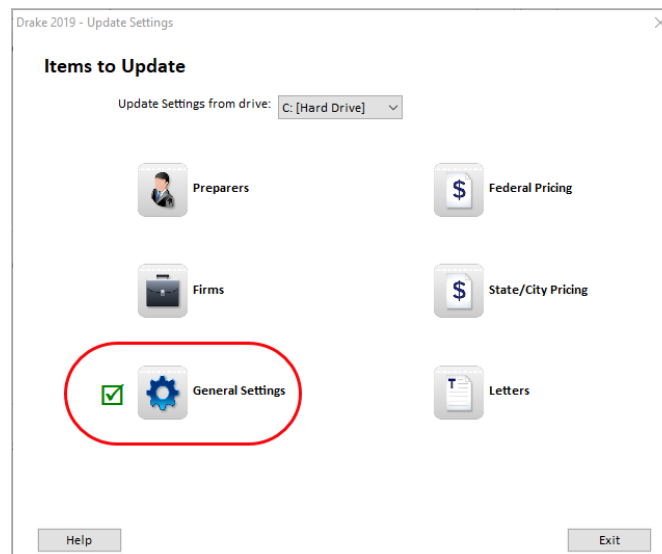 Drake 2019 - Update Settings
Items to Update
Update Settings from drive: C: [Hard Drive]
Preparers
$ Federal Pricing
Firms
$ State/City Pricing
General Settings
T Letters
Help
Exit